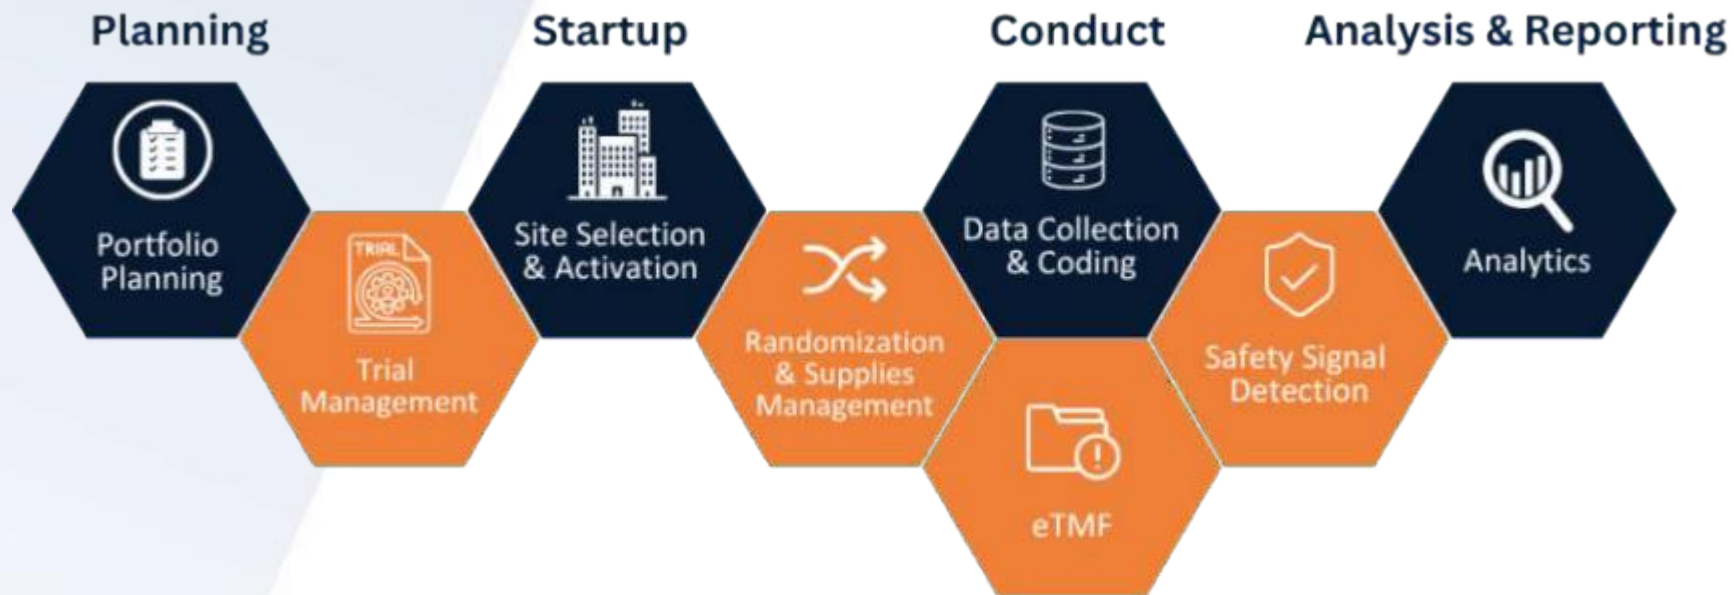 Planning
Startup
Conduct
Analysis & Reporting
Portfolio
Planning
TRIAL
Trial
Management
Site Selection
& Activation
Randomization
& Supplies
Management
Data Collection
& Coding
eTMF
Safety Signal
Detection
Analytics